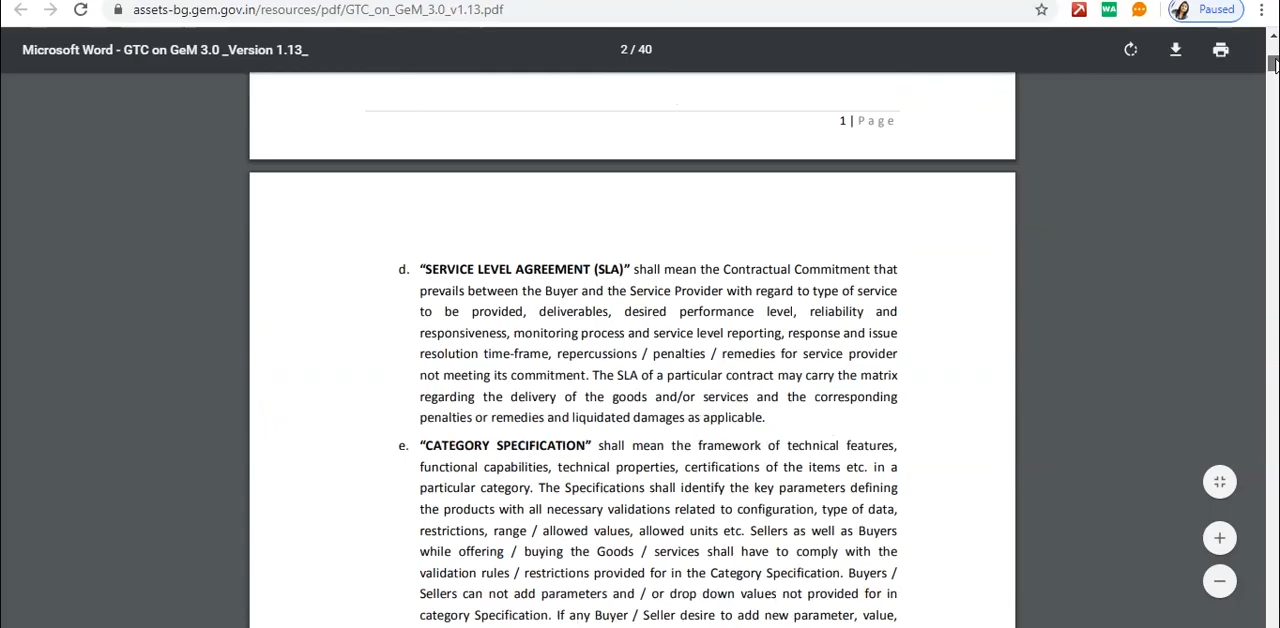 assets-bg.gem.gov.in/resources/pdf/GTC_on_GeM_3.0_v1.13.pdf
WA
Paused
Microsoft Word - GTC on GeM 3.0 _Version 1.13_
2 / 40
1 | P a g e
d. “SERVICE LEVEL AGREEMENT (SLA)” shall mean the Contractual Commitment that
prevails between the Buyer and the Service Provider with regard to type of service
to be provided, deliverables, desired performance level, reliability and
responsiveness, monitoring process and service level reporting, response and issue
resolution time-frame, repercussions / penalties / remedies for service provider
not meeting its commitment. The SLA of a particular contract may carry the matrix
regarding the delivery of the goods and/or services and the corresponding
penalties or remedies and liquidated damages as applicable.
e. “CATEGORY SPECIFICATION” shall mean the framework of technical features,
functional capabilities, technical properties, certifications of the items etc. in a
particular category. The Specifications shall identify the key parameters defining
the products with all necessary validations related to configuration, type of data,
restrictions, range / allowed values, allowed units etc. Sellers as well as Buyers
while offering / buying the Goods / services shall have to comply with the
validation rules / restrictions provided for in the Category Specification. Buyers /
Sellers can not add parameters and / or drop down values not provided for in
category Specification. If any Buyer / Seller desire to add new parameter, value,